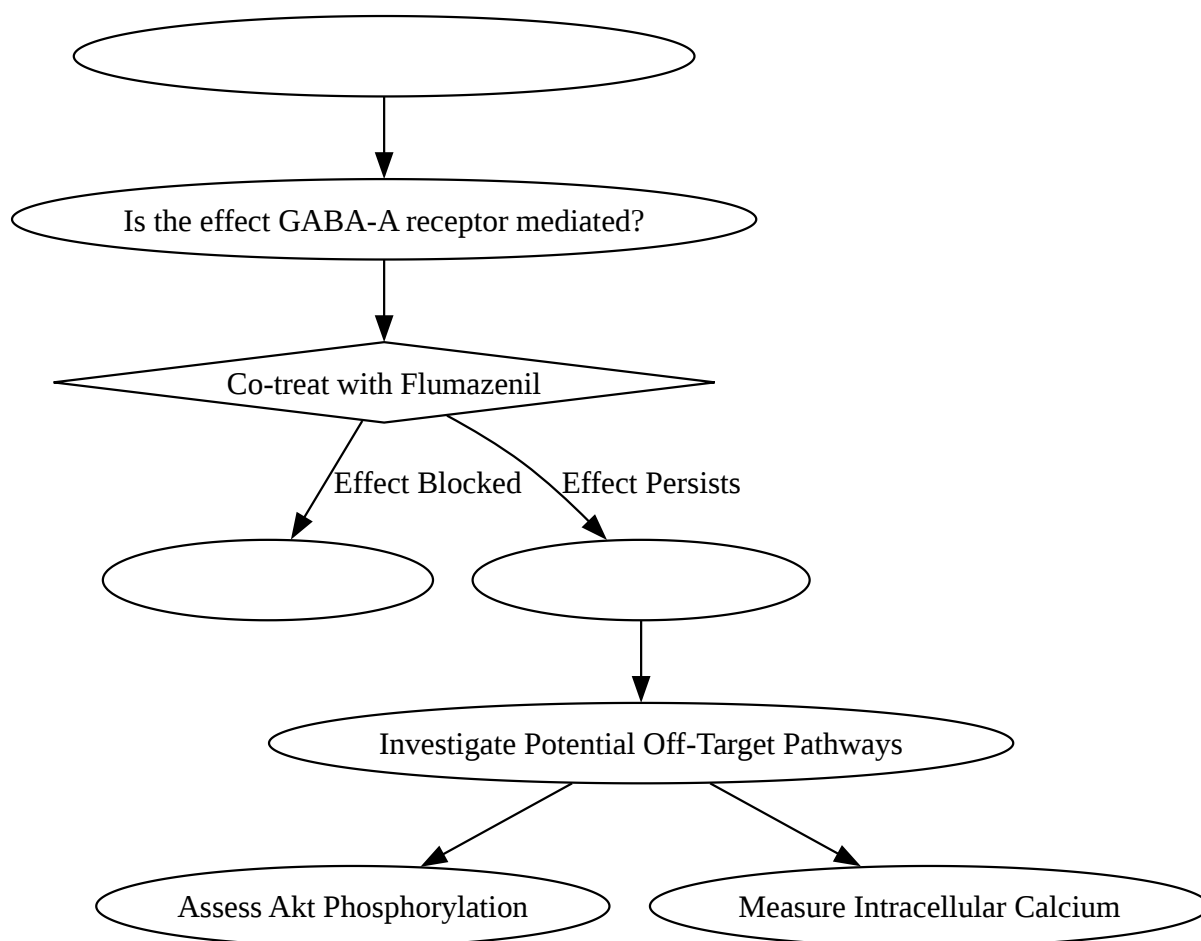 Is the effect GABA-A receptor mediated?
Co-treat with Flumazenil
Effect Blocked
Effect Persists
Investigate Potential Off-Target Pathways
Assess Akt Phosphorylation
Measure Intracellular Calcium